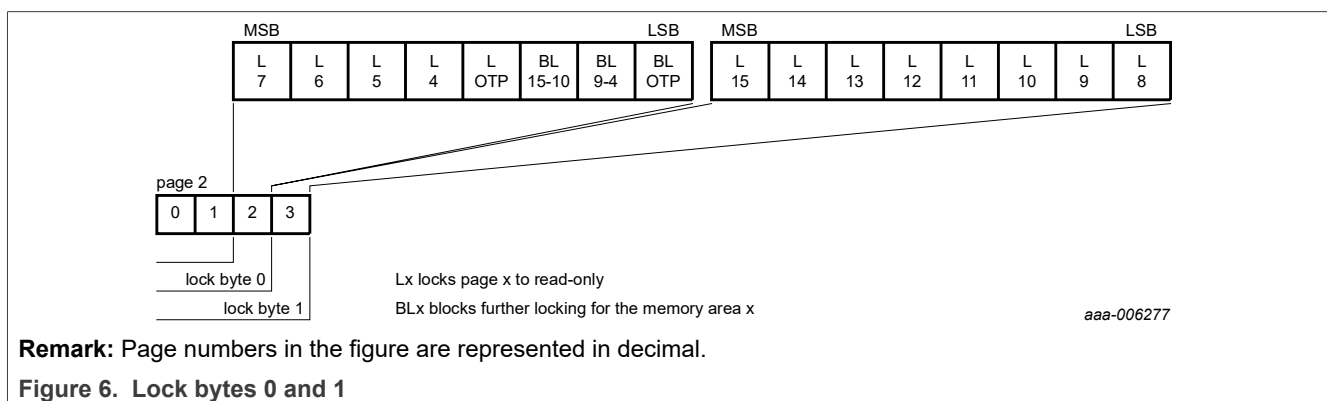 MSB LSB MSB LSB
L 7 L 6 L 5 L 4 L OTP BL 15-10 BL 9-4 BL OTP L 15 L 14 L 13 L 12 L 11 L 10 L 9 L 8
page 2
0 1 2 3
lock byte 0 Lx locks page x to read-only
lock byte 1 BLx blocks further locking for the memory area x aaa-006277
Remark: Page numbers in the figure are represented in decimal.
Figure 6. Lock bytes 0 and 1